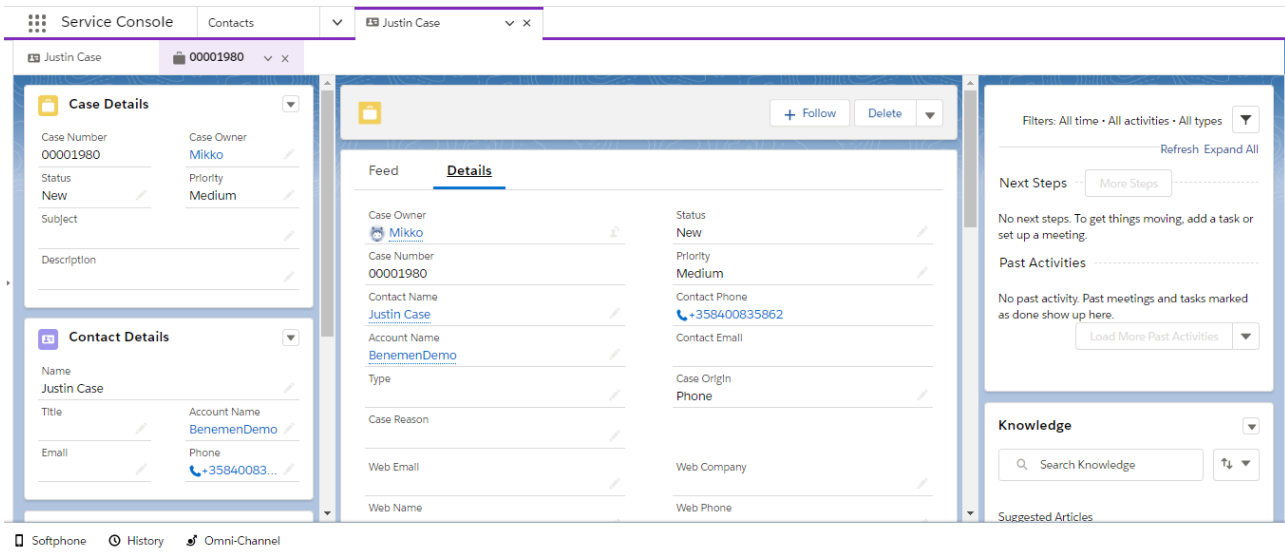 Service Console
Contacts
Justin Case
Justin Case
00001980
Case Details
Case Number
Case Owner
00001980
Mikko
Status
Priority
New
Medium
Subject
Description
Contact Details
Name
Justin Case
Title
Account Name
BenemenDemo
Email
Phone
+35840083...
+ Follow
Delete
Feed
Details
Case Owner
Status
Mikko
New
Case Number
Priority
00001980
Medium
Contact Name
Contact Phone
Justin Case
+358400835862
Account Name
Contact Email
BenemenDemo
Type
Case Origin
Phone
Case Reason
Web Email
Web Company
Web Name
Web Phone
Filters: All time • All activities • All types
Refresh Expand All
Next Steps
More Steps
No next steps. To get things moving, add a task or
set up a meeting.
Past Activities
No past activity. Past meetings and tasks marked
as done show up here.
Load More Past Activities
Knowledge
Search Knowledge
Suggested Articles
Softphone
History
Omni-Channel